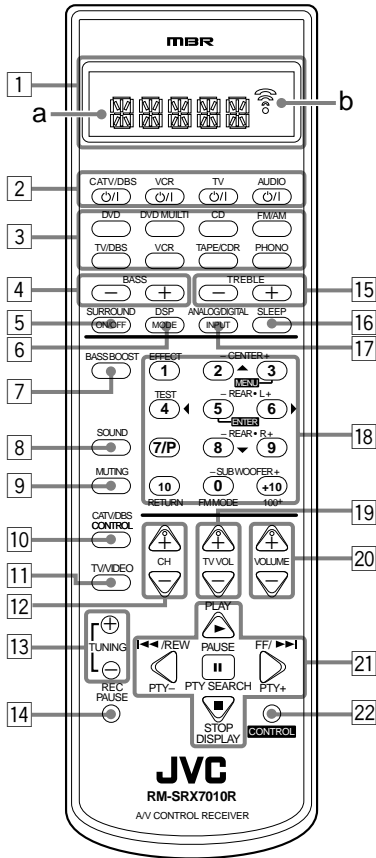 MBR
1
a
b
2
CATV/DBS VCR TV AUDIO
⏻/I ⏻/I ⏻/I ⏻/I
3
DVD DVD MUILTI CD FM/AM
TV/DBS VCR TAPE/CDR PHONO
4
BASS TREBLE
– + – +
15
5
SURROUND DSP ANALOG/DIGITAL SLEEP
ON/OFF MODE INPUT
16
6
17
7
BASS BOOST EFFECT – CENTER +
1 2 3
MENU
TEST – REAR • L +
4 5 6
ENTER
8
SOUND
– REAR • R +
7/P 8 9
18
9
MUTING
– SUBWOOFER +
10 0 +10
RETURN FM MODE 100+
10
CATV/DBS
CONTROL
19
11
TV/VIDEO
+ + +
CH TV VOL VOLUME
– – –
20
12
13
+
TUNING
–
PLAY
/REW PAUSE FF/
21
PTY– PTY SEARCH PTY+
REC
PAUSE
14
STOP
DISPLAY
CONTROL
22
JVC
RM-SRX7010R
A/V CONTROL RECEIVER